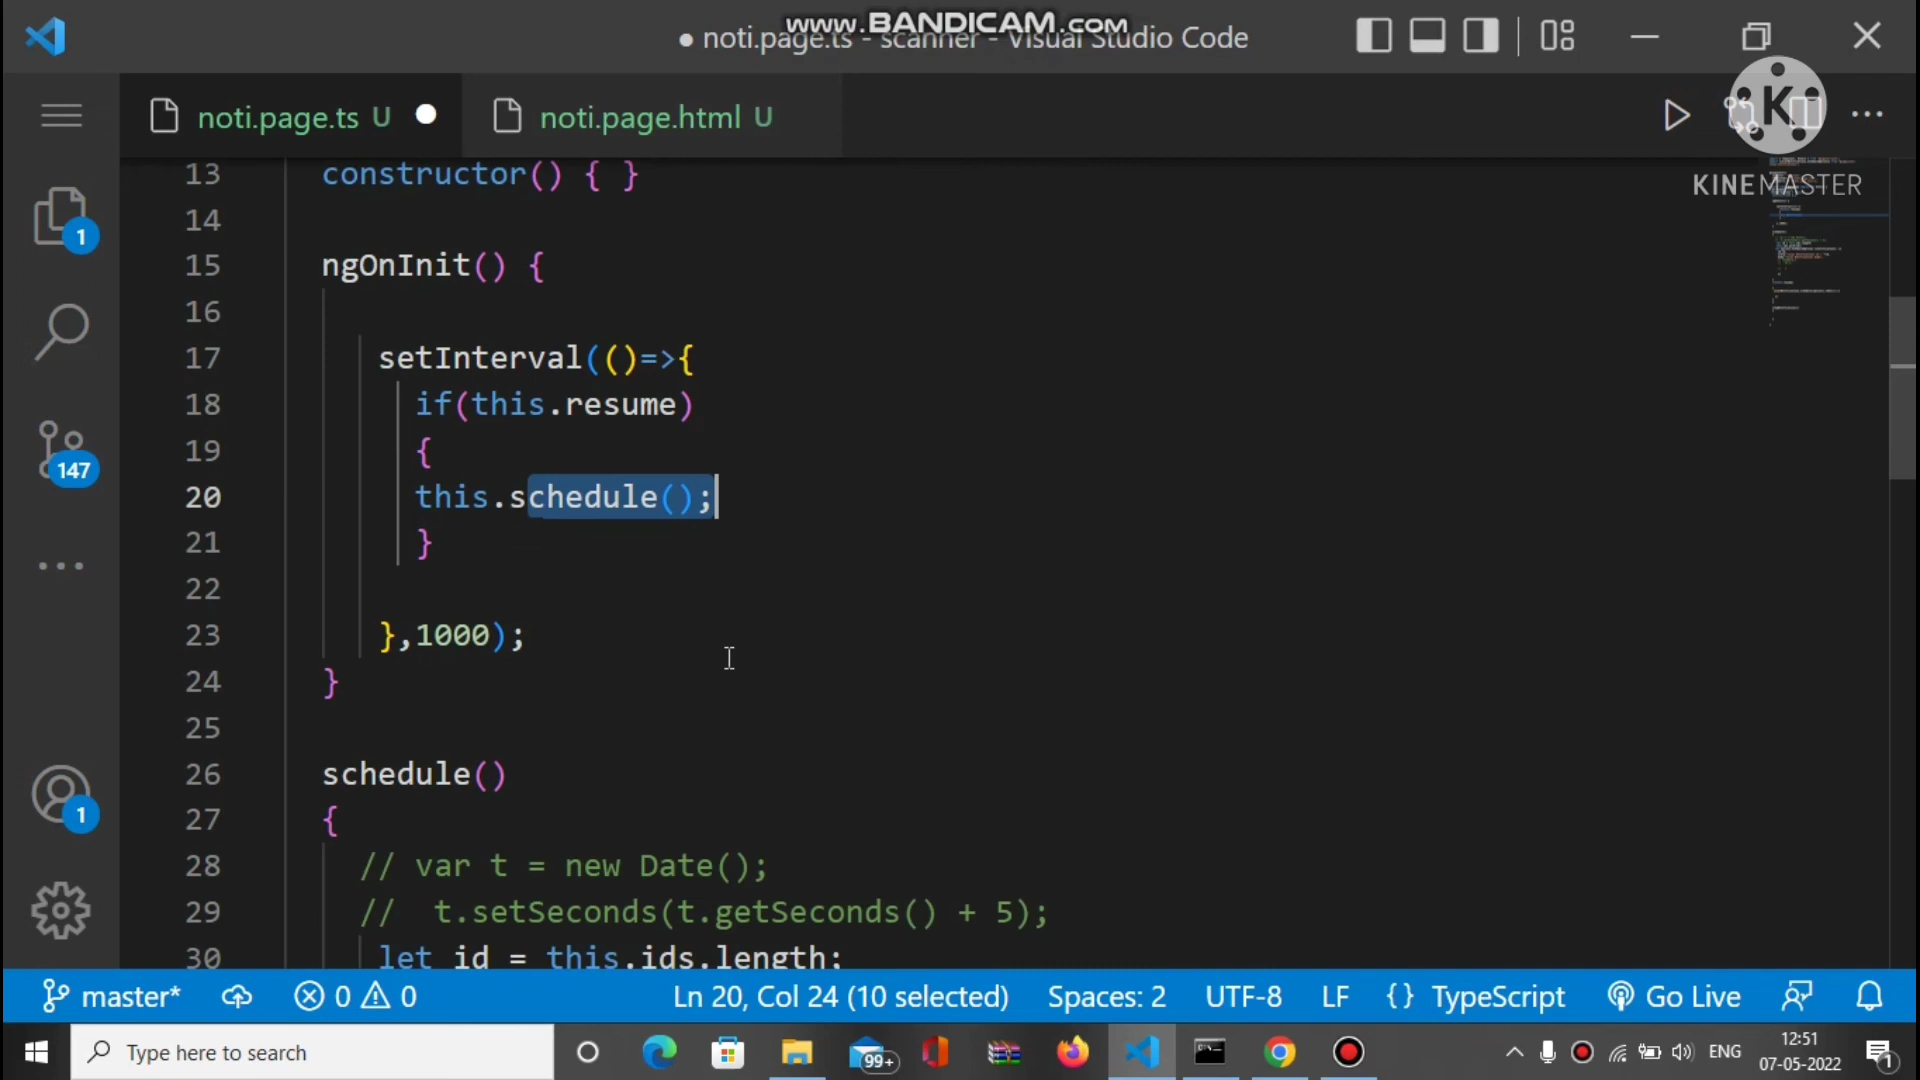 www.BANDICAM.com
● noti.page.ts - scanner - Visual Studio Code
noti.page.ts U ●
noti.page.html U
K
KINEMASTER
13 constructor() { }
14
15 ngOnInit() {
16
17 setInterval(()=>{
18 if(this.resume)
19 {
20 this.schedule();
21 }
22
23 },1000);
24 }
25
26 schedule()
27 {
28 // var t = new Date();
29 //  t.setSeconds(t.getSeconds() + 5);
30 let id = this.ids.length;
1
147
1
master* 0 0 Ln 20, Col 24 (10 selected) Spaces: 2 UTF-8 LF {} TypeScript Go Live
Type here to search 99+ ENG 12:51
07-05-2022
1